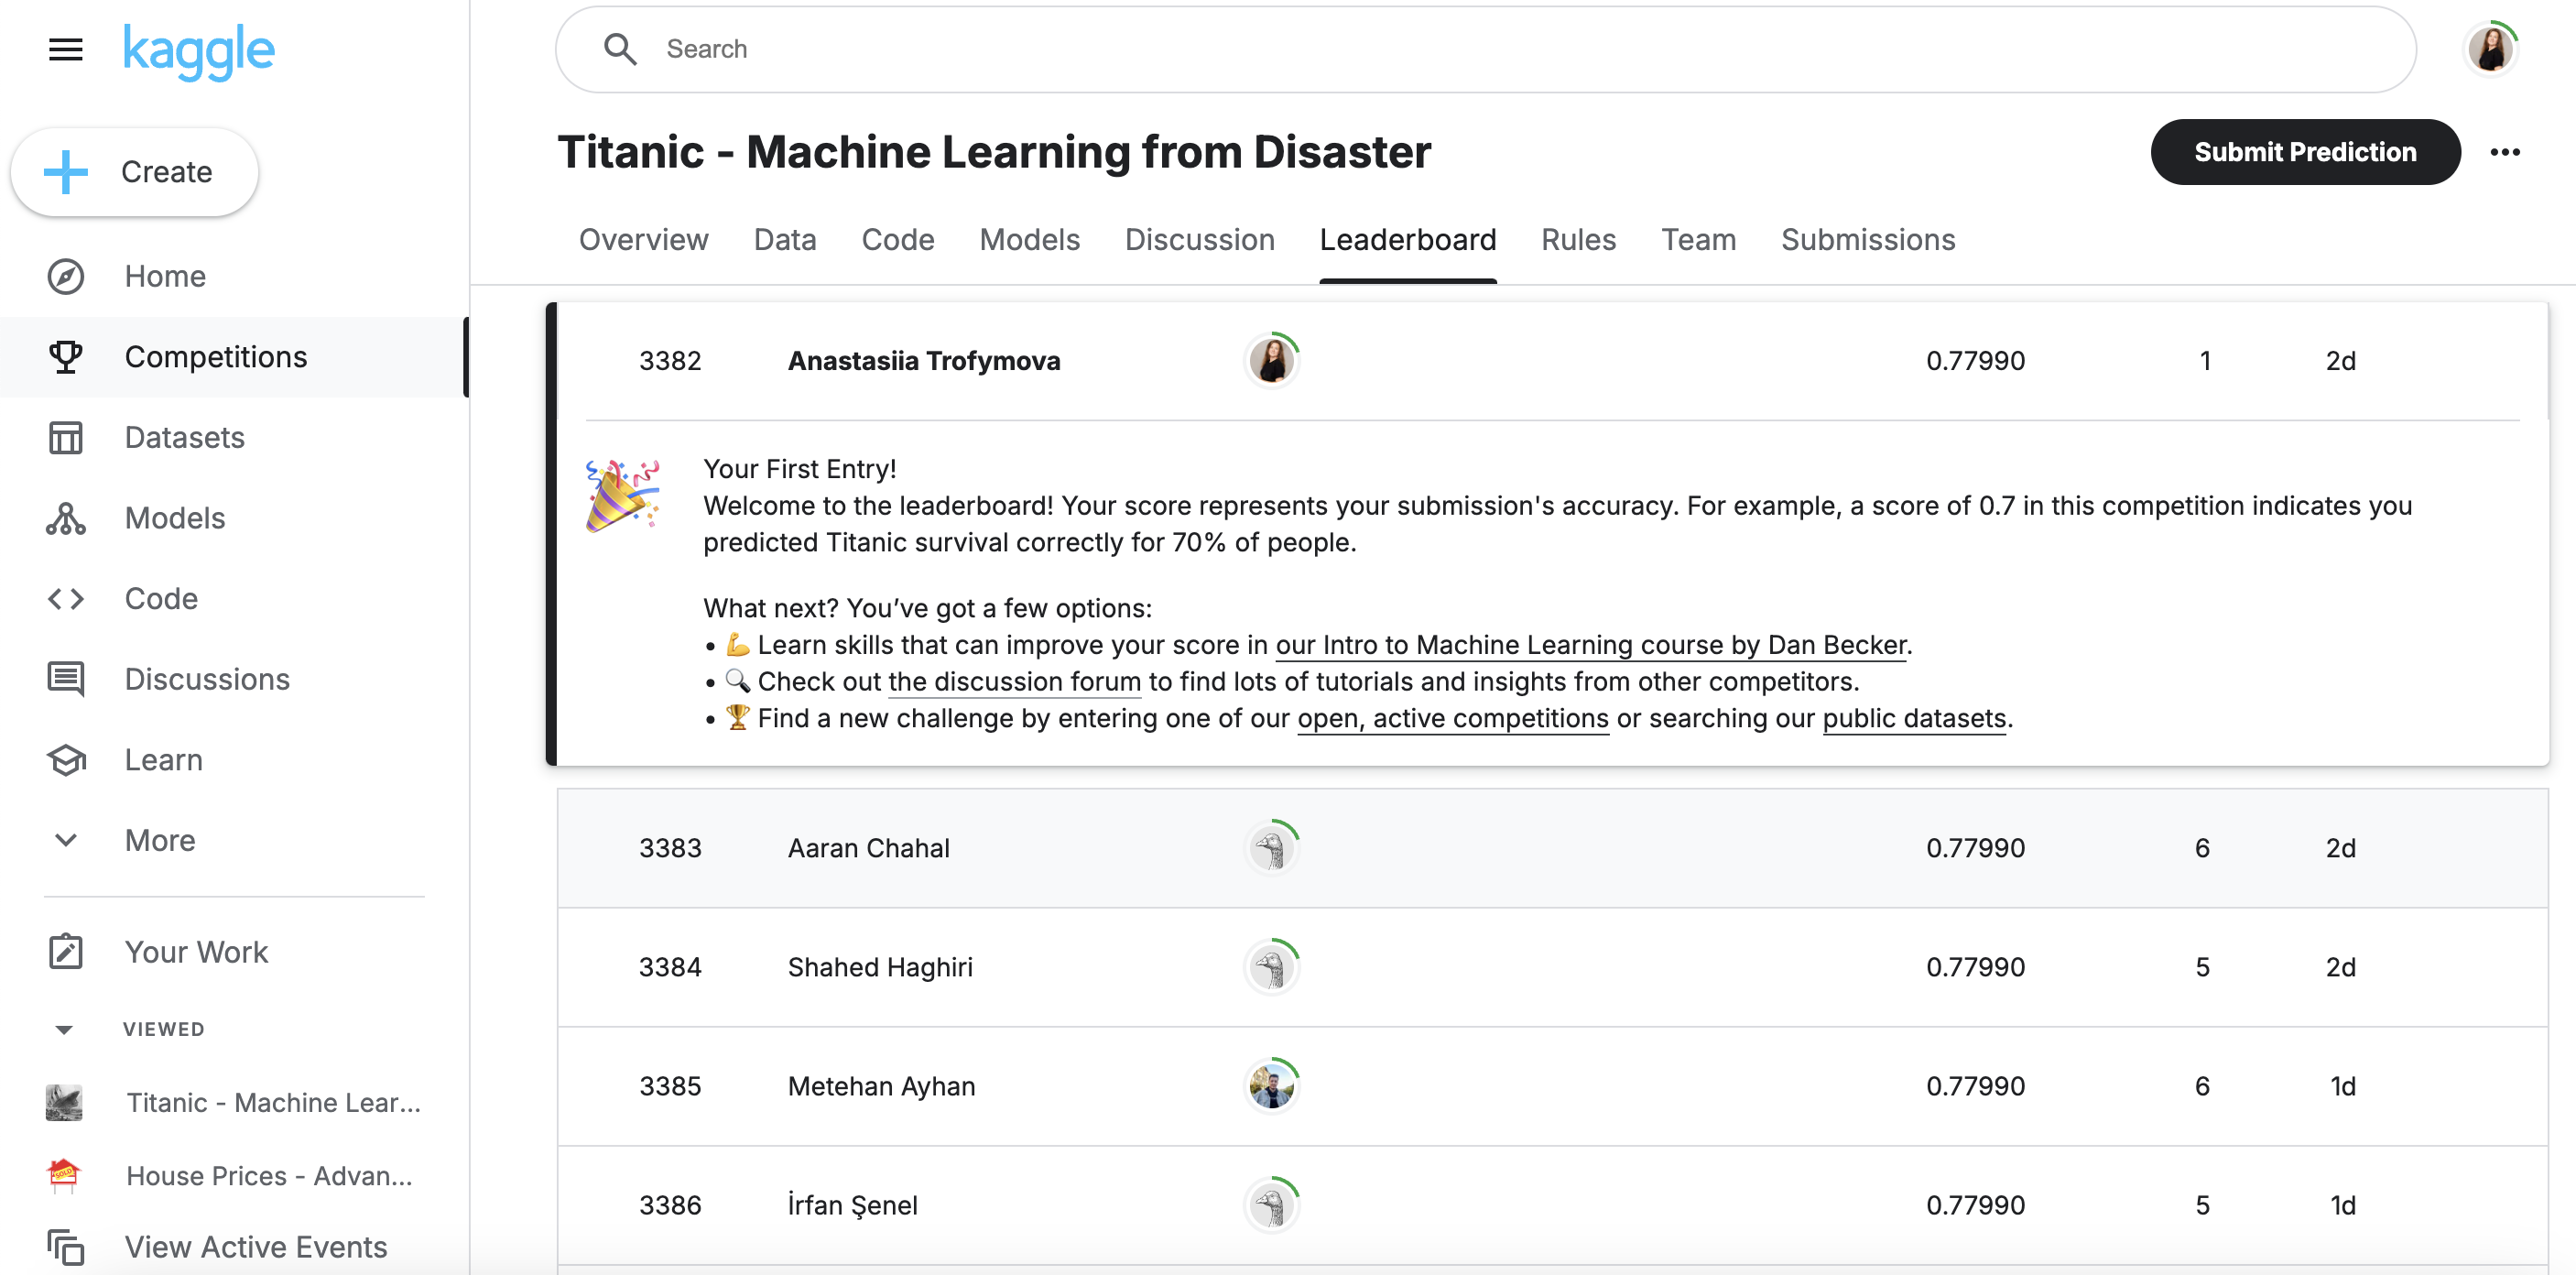 kaggle
Search
Create
Home
Competitions
Datasets
Models
Code
Discussions
Learn
More
Your Work
VIEWED
Titanic - Machine Lear...
House Prices - Advan...
View Active Events
Titanic - Machine Learning from Disaster
Submit Prediction
Overview Data Code Models Discussion Leaderboard Rules Team Submissions
3382 Anastasiia Trofymova 0.77990 1 2d
Your First Entry!
Welcome to the leaderboard! Your score represents your submission's accuracy. For example, a score of 0.7 in this competition indicates you
predicted Titanic survival correctly for 70% of people.
What next? You’ve got a few options:
• 💪 Learn skills that can improve your score in our Intro to Machine Learning course by Dan Becker.
• 🔍 Check out the discussion forum to find lots of tutorials and insights from other competitors.
• 🏆 Find a new challenge by entering one of our open, active competitions or searching our public datasets.
3383 Aaran Chahal 0.77990 6 2d
3384 Shahed Haghiri 0.77990 5 2d
3385 Metehan Ayhan 0.77990 6 1d
3386 İrfan Şenel 0.77990 5 1d